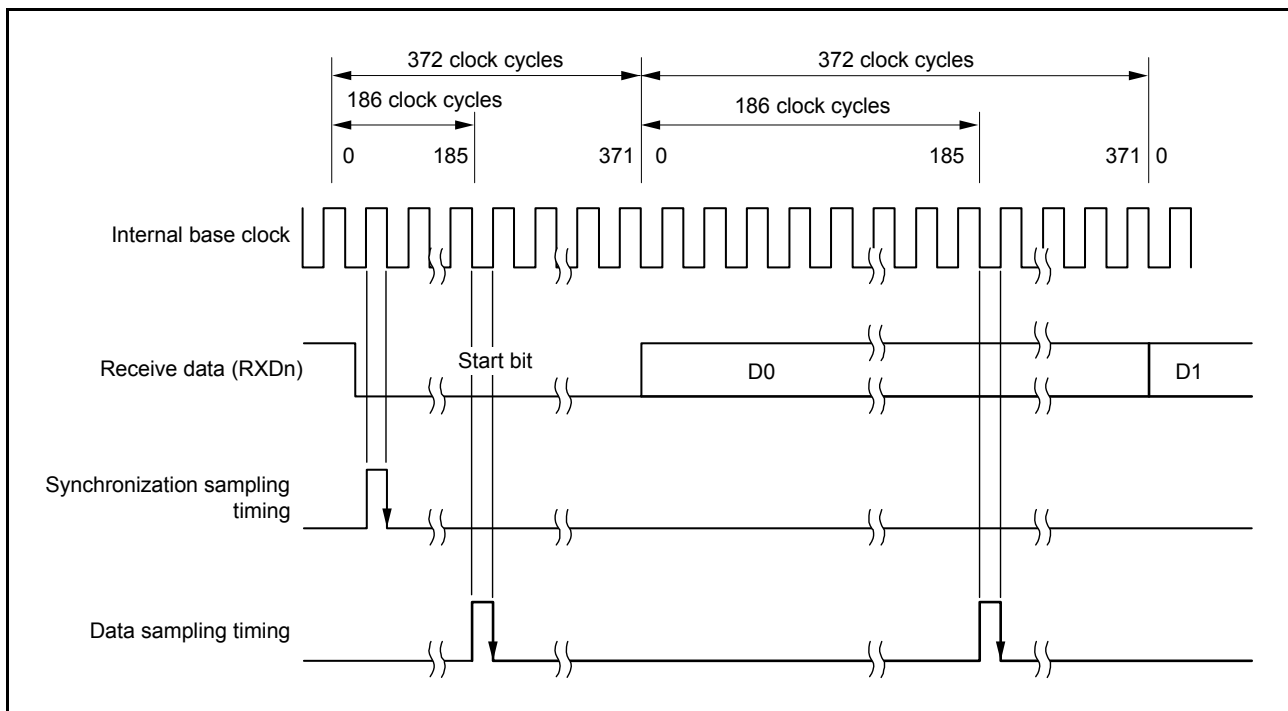 372 clock cycles 372 clock cycles
186 clock cycles 186 clock cycles
0 185 371 0 185 371 0
Internal base clock
Receive data (RXDn) Start bit D0 D1
Synchronization sampling
timing
Data sampling timing